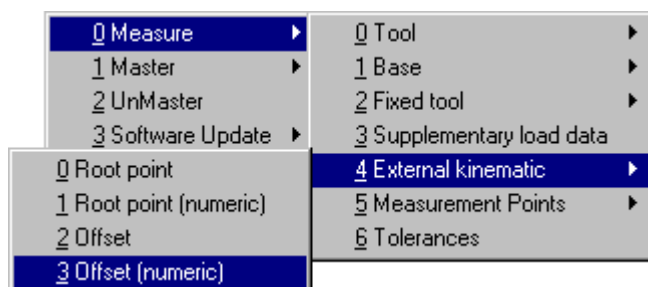 0 Measure
1 Master
2 UnMaster
3 Software Update
0 Tool
1 Base
2 Fixed tool
3 Supplementary load data
4 External kinematic
5 Measurement Points
6 Tolerances
0 Root point
1 Root point (numeric)
2 Offset
3 Offset (numeric)